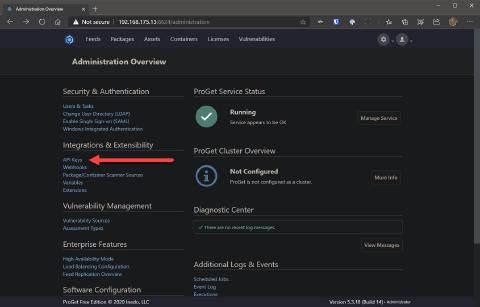 Administration Overview
Not secure | 192.168.175.13:8624/administration
Feeds Packages Assets Containers Licenses Vulnerabilities
Administration Overview
Security & Authentication
Users & Tasks
Change User Directory (LDAP)
Enable Single Sign-on (SAML)
Windows Integrated Authentication
Integrations & Extensibility
API Keys
Webhooks
Package/Container Scanner Sources
Variables
Extensions
Vulnerability Management
Vulnerability Sources
Assessment Types
Enterprise Features
High Availability Mode
Load Balancing Configuration
Feed Replication Overview
Software Configuration
ProGet Service Status
Running
Service appears to be OK
Manage Service
ProGet Cluster Overview
Not Configured
ProGet is not configured as a cluster.
More Info
Diagnostic Center
✓ There are no recent log messages.
View Messages
Additional Logs & Events
Scheduled Jobs
Event Log
Executions
ProGet Free Edition © 2020 Inedo, LLC
Version 5.3.18 (Build 14) - Administrator